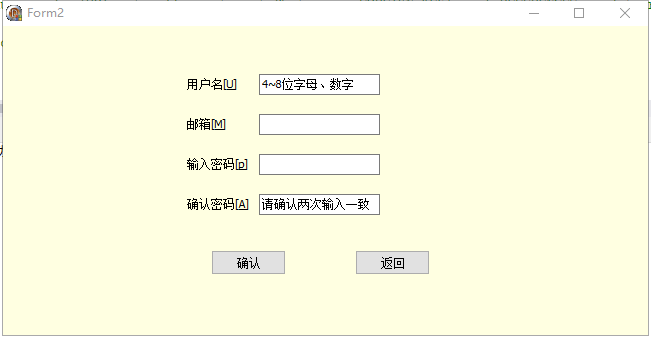 Form2
用户名[U]
4~8位字母、数字
邮箱[M]
输入密码[p]
确认密码[A]
请确认两次输入一致
确认
返回